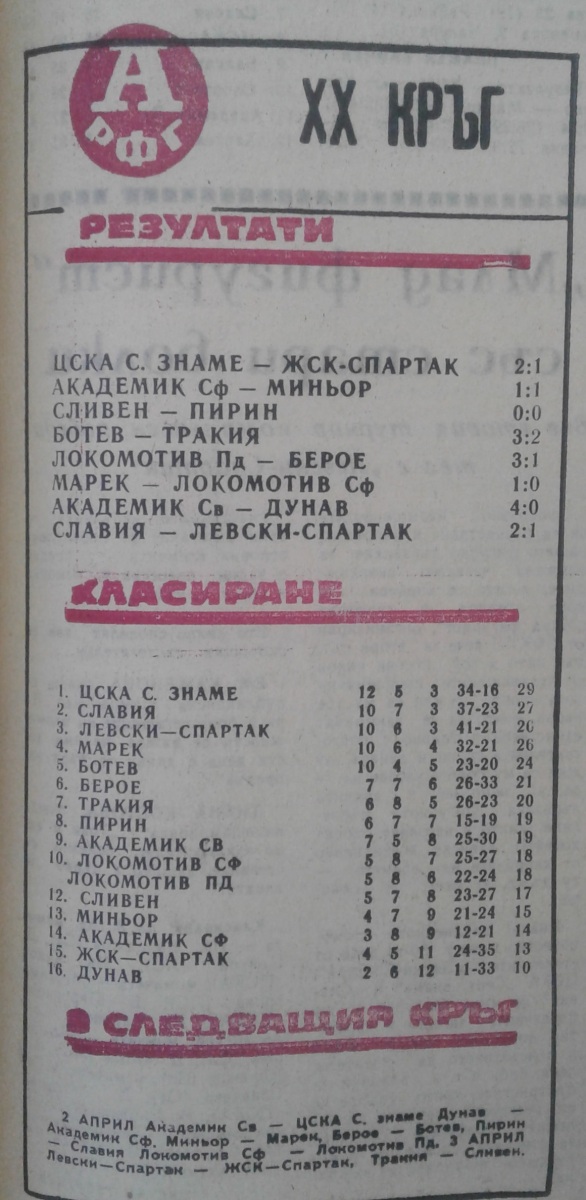 А
РФГ
XX КРЪГ
РЕЗУЛТАТИ
ЦСКА С. ЗНАМЕ — ЖСК-СПАРТАК 2:1
АКАДЕМИК Сф — МИНЬОР 1:1
СЛИВЕН — ПИРИН 0:0
БОТЕВ — ТРАКИЯ 3:2
ЛОКОМОТИВ Пд — БЕРОЕ 3:1
МАРЕК — ЛОКОМОТИВ Сф 1:0
АКАДЕМИК Св — ДУНАВ 4:0
СЛАВИЯ — ЛЕВСКИ-СПАРТАК 2:1
КЛАСИРАНЕ
1. ЦСКА С. ЗНАМЕ 12 5 3 34-16 29
2. СЛАВИЯ 10 7 3 37-23 27
3. ЛЕВСКИ—СПАРТАК 10 6 3 41-21 26
4. МАРЕК 10 6 4 32-21 26
5. БОТЕВ 10 4 5 23-20 24
6. БЕРОЕ 7 7 6 26-33 21
7. ТРАКИЯ 6 8 5 26-23 20
8. ПИРИН 6 7 7 15-19 19
9. АКАДЕМИК СВ 7 5 8 25-30 19
10. ЛОКОМОТИВ СФ 5 8 7 25-27 18
ЛОКОМОТИВ ПД 5 8 6 22-24 18
12. СЛИВЕН 5 7 8 23-27 17
13. МИНЬОР 4 7 9 21-24 15
14. АКАДЕМИК СФ 3 8 9 12-21 14
15. ЖСК—СПАРТАК 4 5 11 24-35 13
16. ДУНАВ 2 6 12 11-33 10
В СЛЕДВАЩИЯ КРЪГ
2 АПРИЛ Академик Св — ЦСКА С. знаме Дунав —
Академик Сф. Миньор — Марек, Берое — Ботев, Пирин
— Славия Локомотив Сф — Локомотив Пд. 3 АПРИЛ
Левски—Спартак — ЖСК—Спартак, Тракия — Сливен.